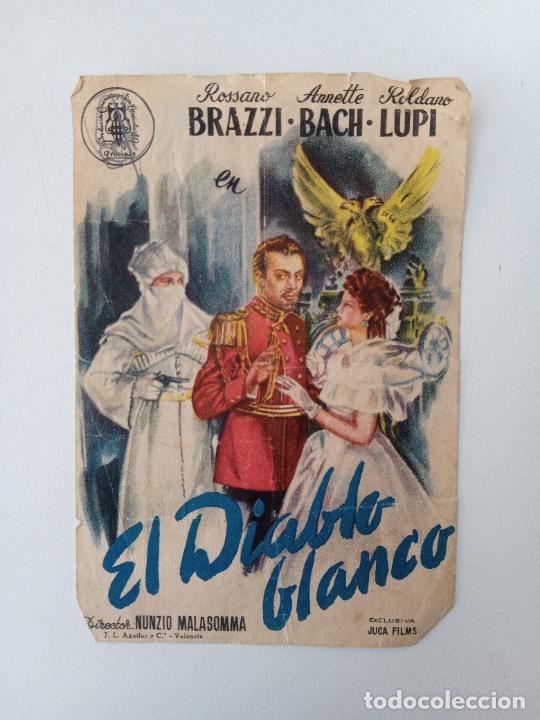 Rossano Annette Roldano
BRAZZI · BACH · LUPI
en
El Diablo
blanco
Director: NUNZIO MALASOMMA
J. L. Aguilar y C.ª - Valencia
EXCLUSIVA
JUCA FILMS
todocoleccion